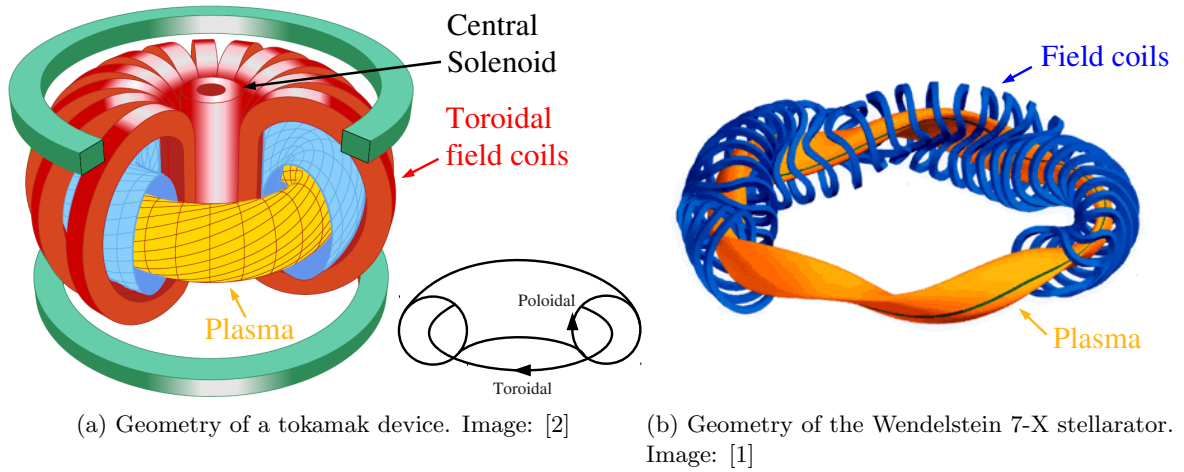 Central
Solenoid
Toroidal
field coils
Plasma
Poloidal
Toroidal
(a) Geometry of a tokamak device. Image: [2]
Field coils
Plasma
(b) Geometry of the Wendelstein 7-X stellarator.
Image: [1]